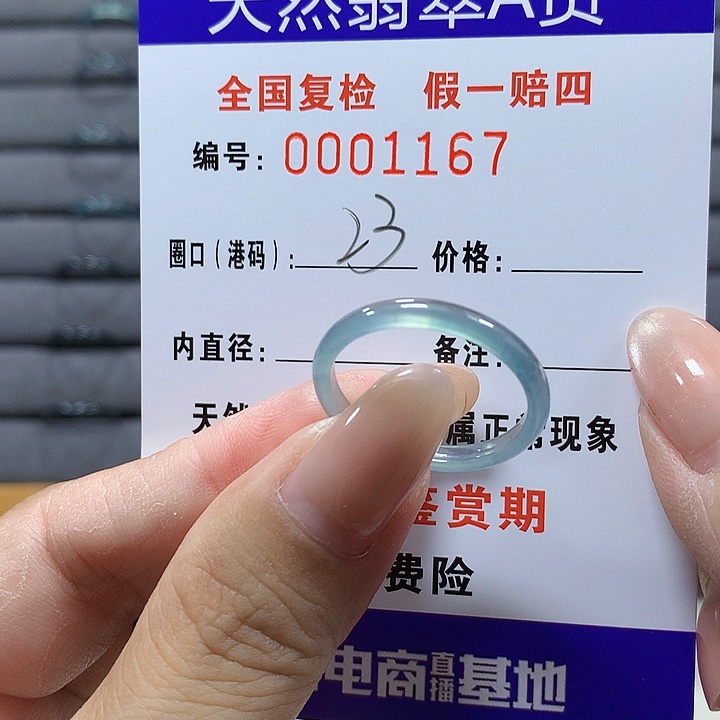 天然翡翠A货
全国复检 假一赔四
编号: 0001167
圈口(港码): 23 价格:
内直径: 备注:
天然 属正常现象
鉴赏期
费险
电商直播基地